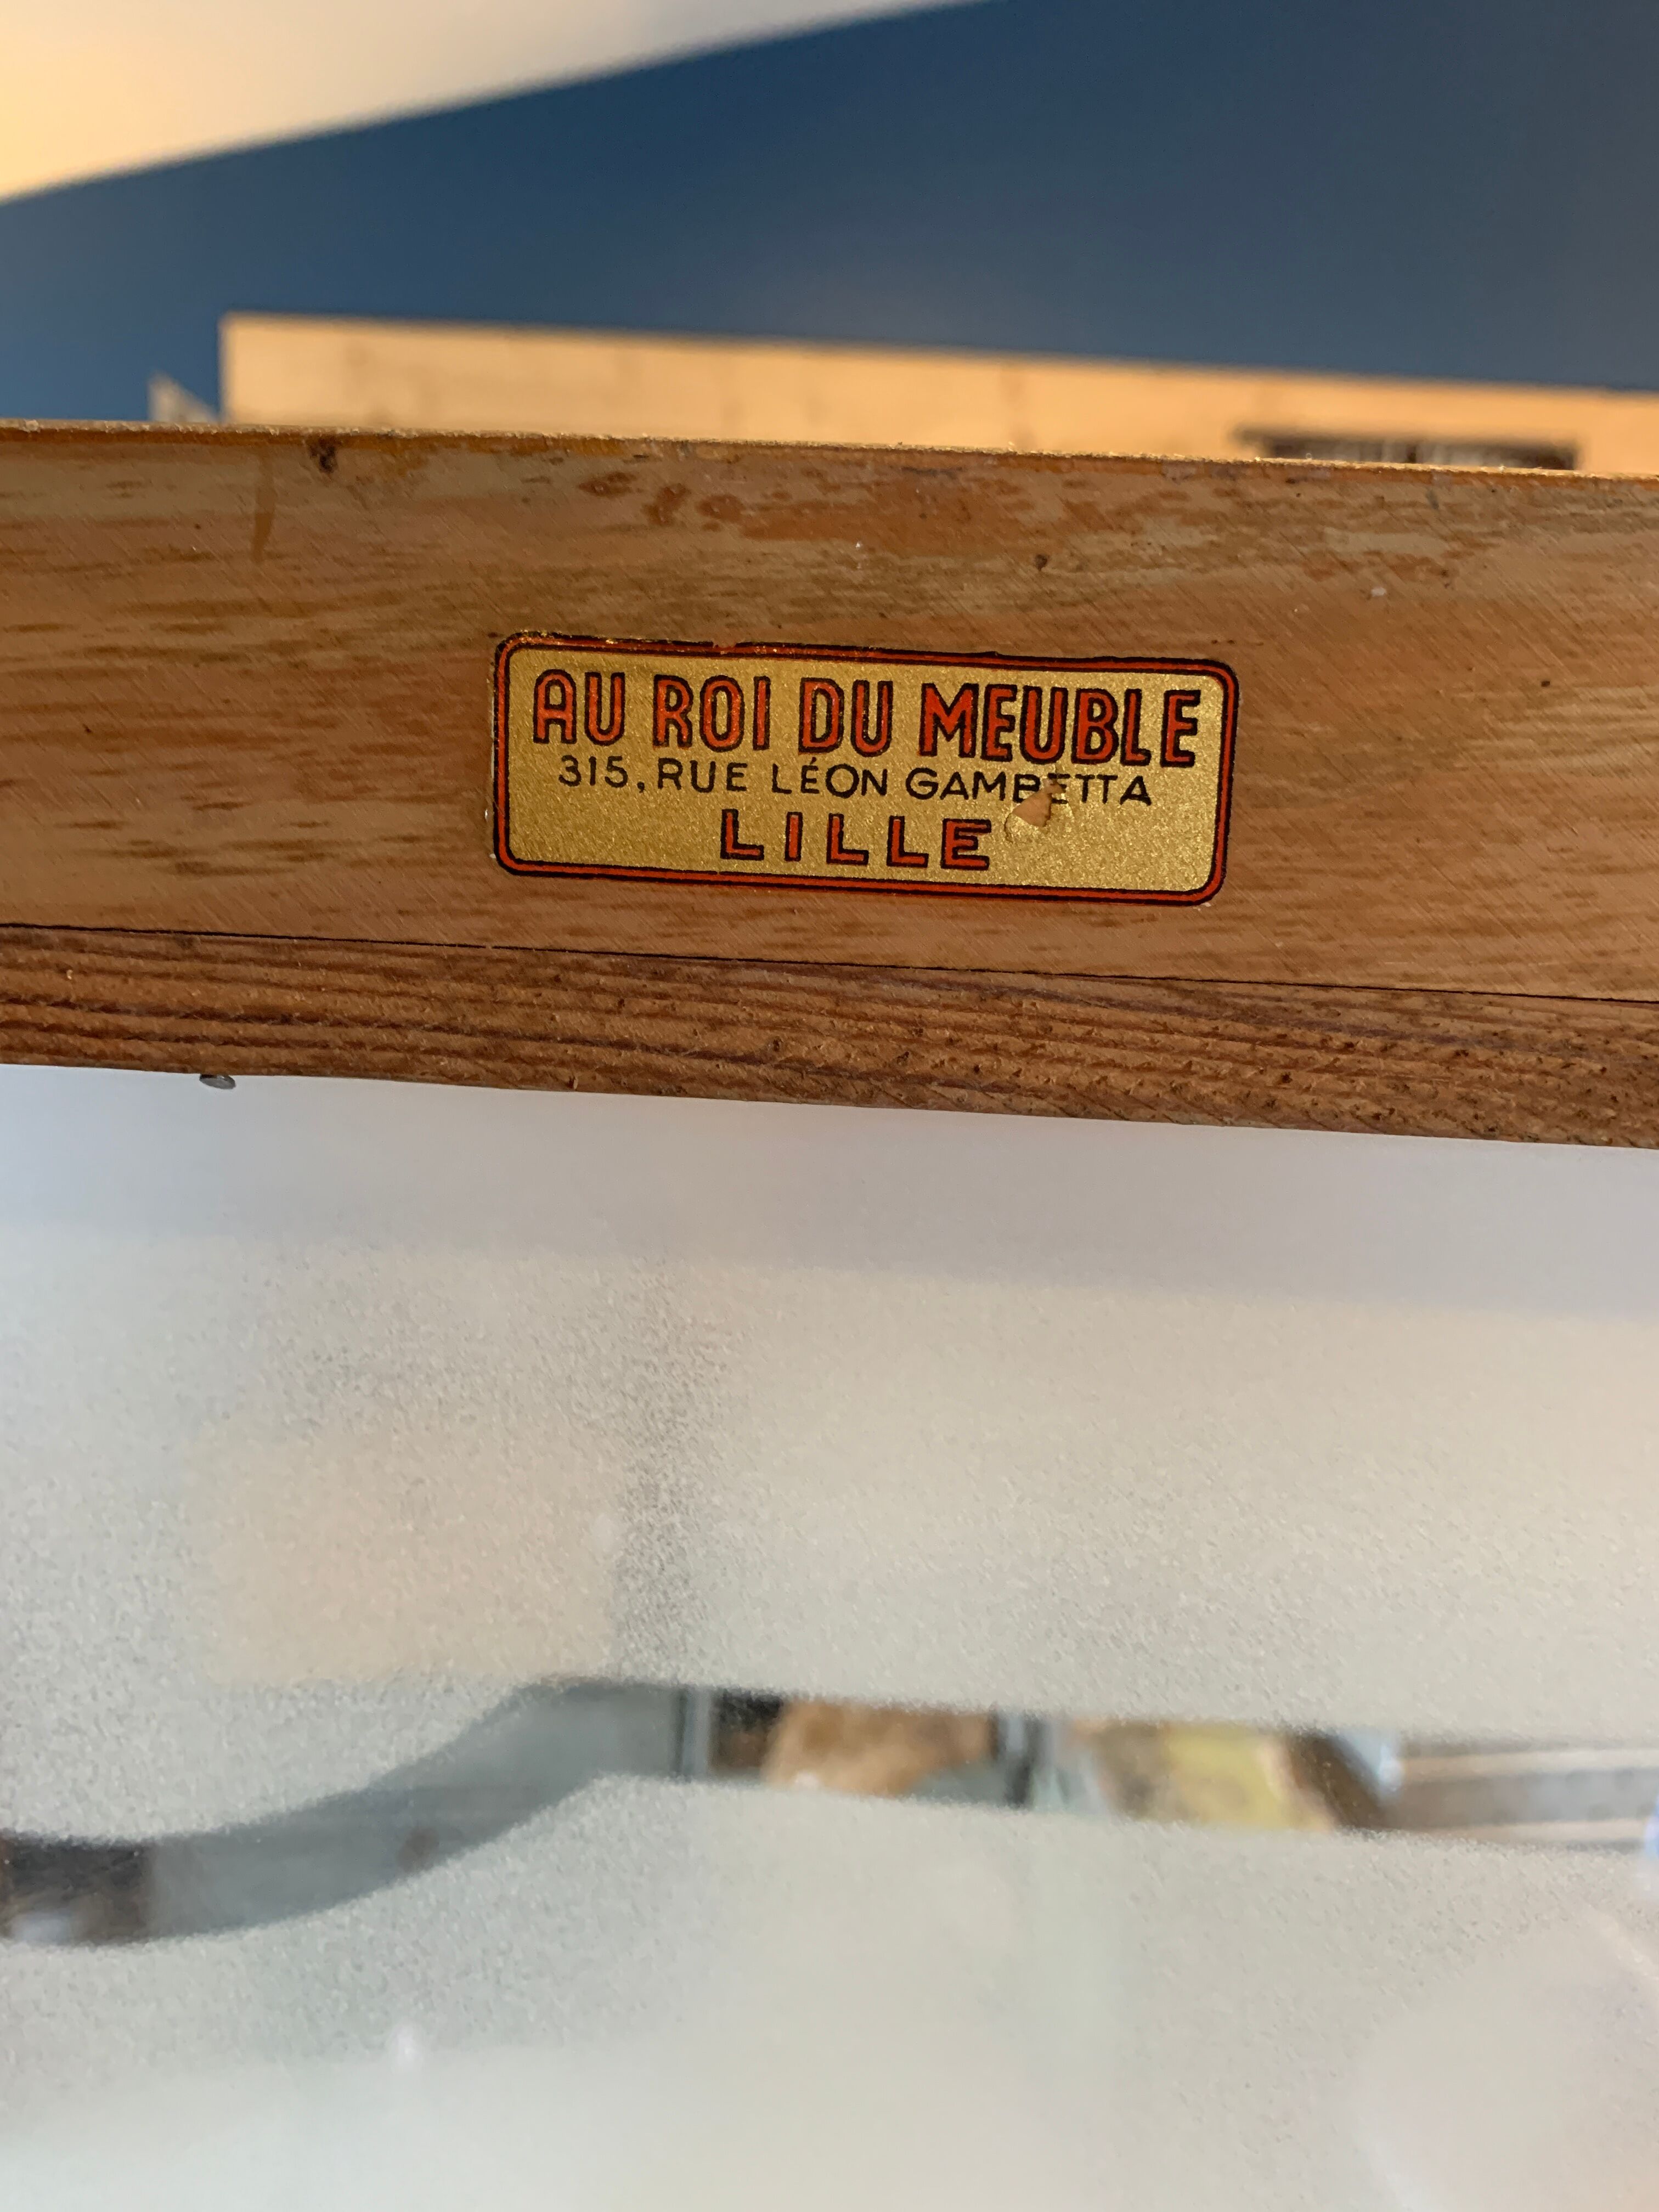 AU ROI DU MEUBLE
315, RUE LÉON GAMBETTA
LILLE